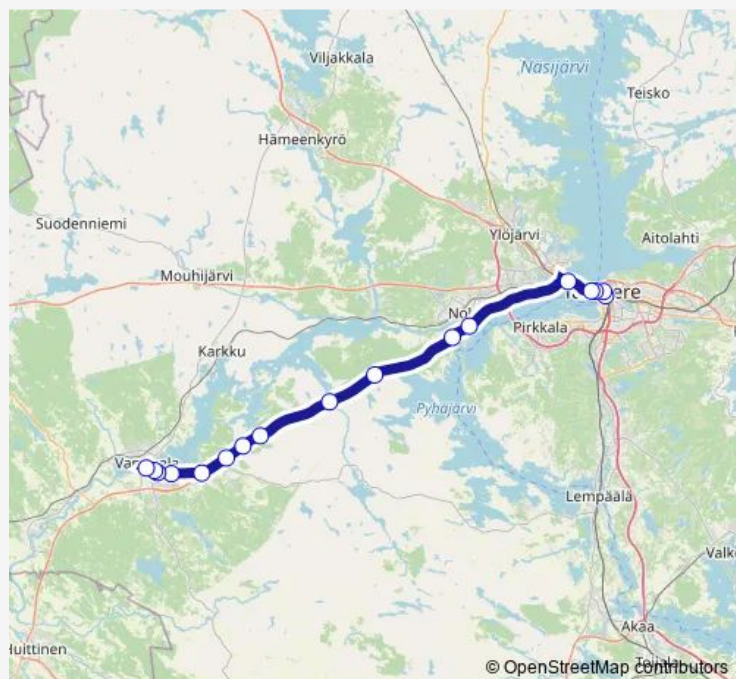 Viljakkala
Näsijärvi
Teisko
Hämeenkyrö
Suodenniemi
Ylöjärvi
Aitolahti
Mouhijärvi
Pirkkala
Karkku
Pyhäjärvi
Lempäälä
Akaa
© OpenStreetMap contributors